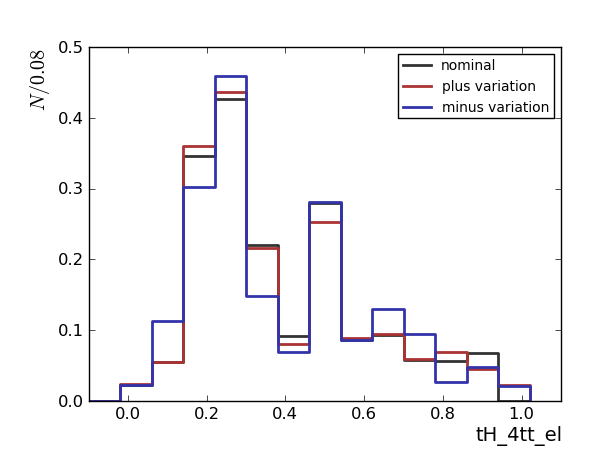 N/0.08
0.5
0.4
0.3
0.2
0.1
0.0
nominal
plus variation
minus variation
0.0 0.2 0.4 0.6 0.8 1.0
tH_4tt_el